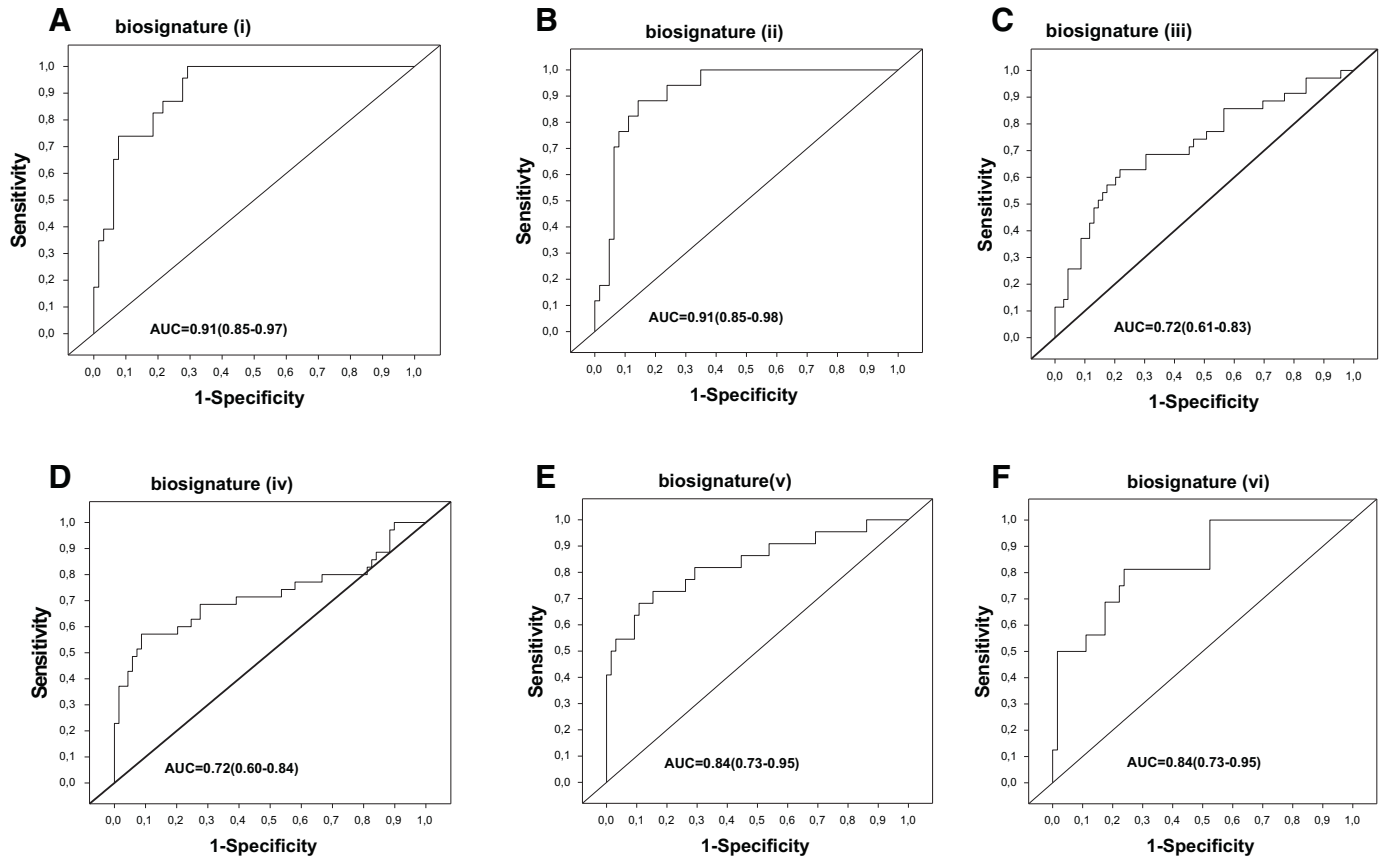 A
biosignature (i)
1,0
0,9
0,8
0,7
0,6
0,5
0,4
0,3
0,2
0,1
0,0
Sensitivity
AUC=0.91(0.85-0.97)
0,0 0,1 0,2 0,3 0,4 0,5 0,6 0,7 0,8 0,9 1,0
1-Specificity
B
biosignature (ii)
1,0
0,9
0,8
0,7
0,6
0,5
0,4
0,3
0,2
0,1
0,0
Sensitivty
AUC=0.91(0.85-0.98)
0,0 0,1 0,2 0,3 0,4 0,5 0,6 0,7 0,8 0,9 1,0
1-Specificity
C
biosignature (iii)
1,0
0,9
0,8
0,7
0,6
0,5
0,4
0,3
0,2
0,1
0,0
Sensitivity
AUC=0.72(0.61-0.83)
0,0 0,1 0,2 0,3 0,4 0,5 0,6 0,7 0,8 0,9 1,0
1-Specificity
D
biosignature (iv)
1,0
0,9
0,8
0,7
0,6
0,5
0,4
0,3
0,2
0,1
0,0
Sensitivity
AUC=0.72(0.60-0.84)
0,0 0,1 0,2 0,3 0,4 0,5 0,6 0,7 0,8 0,9 1,0
1-Specificity
E
biosignature(v)
1,0
0,9
0,8
0,7
0,6
0,5
0,4
0,3
0,2
0,1
0,0
Sensitivity
AUC=0.84(0.73-0.95)
0,0 0,1 0,2 0,3 0,4 0,5 0,6 0,7 0,8 0,9 1,0
1-Specificity
F
biosignature (vi)
1,0
0,9
0,8
0,7
0,6
0,5
0,4
0,3
0,2
0,1
0,0
Sensitivity
AUC=0.84(0.73-0.95)
0,0 0,1 0,2 0,3 0,4 0,5 0,6 0,7 0,8 0,9 1,0
1-Specificity